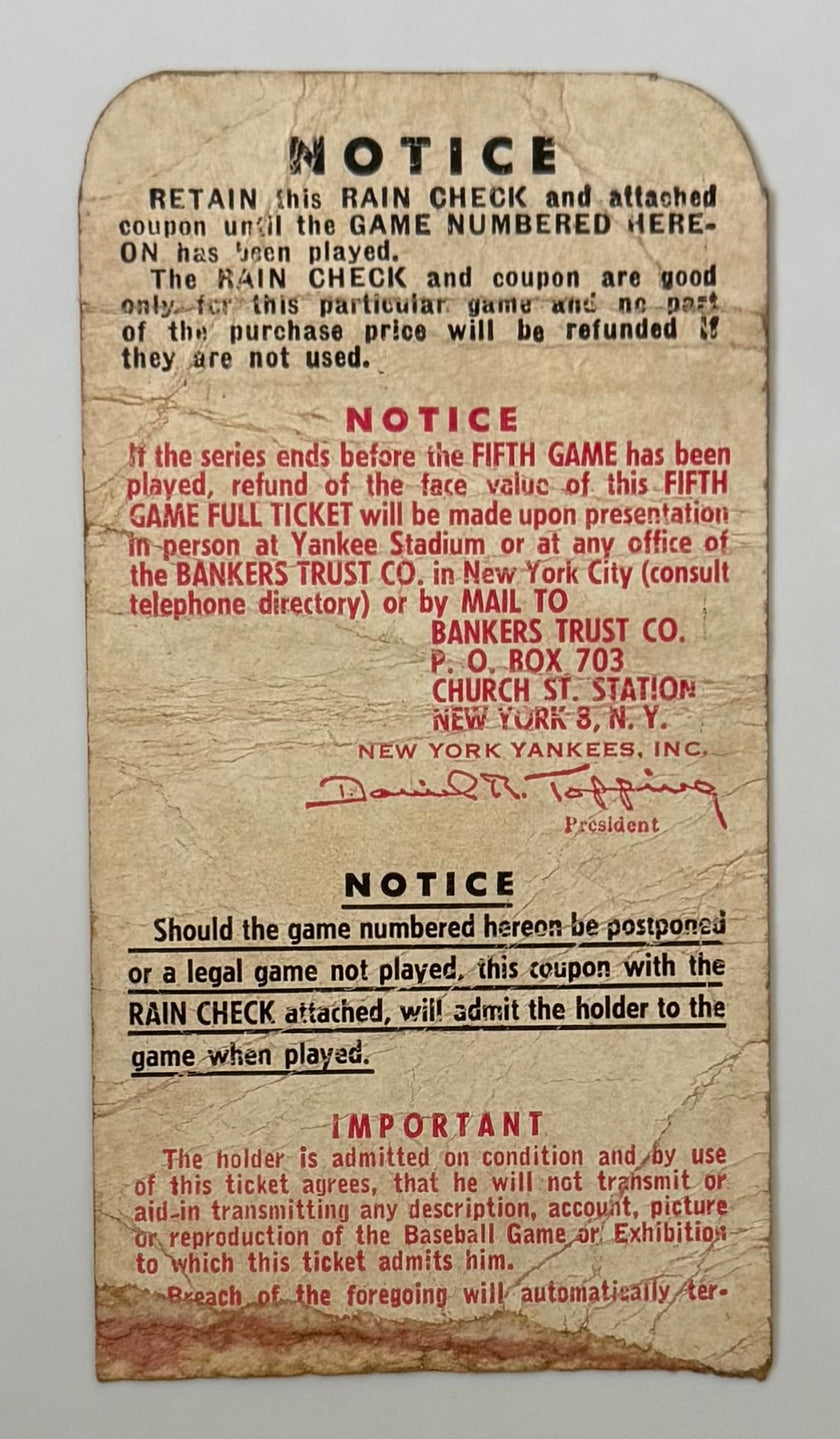 NOTICE
RETAIN this RAIN CHECK and attached
coupon until the GAME NUMBERED HERE-
ON has been played.
The RAIN CHECK and coupon are good
only for this particular game and no part
of the purchase price will be refunded if
they are not used.
NOTICE
If the series ends before the FIFTH GAME has been
played, refund of the face value of this FIFTH
GAME FULL TICKET will be made upon presentation
in person at Yankee Stadium or at any office of
the BANKERS TRUST CO. in New York City (consult
telephone directory) or by MAIL TO
BANKERS TRUST CO.
P. O. BOX 703
CHURCH ST. STATION
NEW YORK 8, N. Y.
NEW YORK YANKEES, INC.
Daniel R. Topping
President
NOTICE
Should the game numbered hereon be postponed
or a legal game not played, this coupon with the
RAIN CHECK attached, will admit the holder to the
game when played.
IMPORTANT
The holder is admitted on condition and by use
of this ticket agrees, that he will not transmit or
aid-in transmitting any description, account, picture
or reproduction of the Baseball Game or Exhibition
to which this ticket admits him.
Breach of the foregoing will automatically ter-